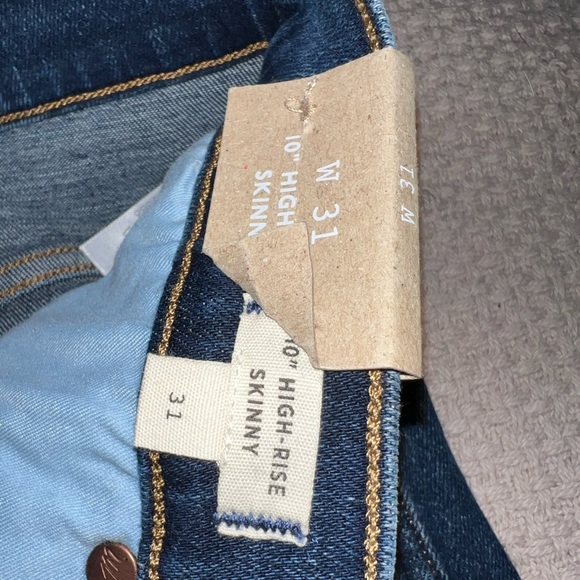 W 31
10" HIGH
SKINN
W 31
10" HIGH-RISE
SKINNY
31